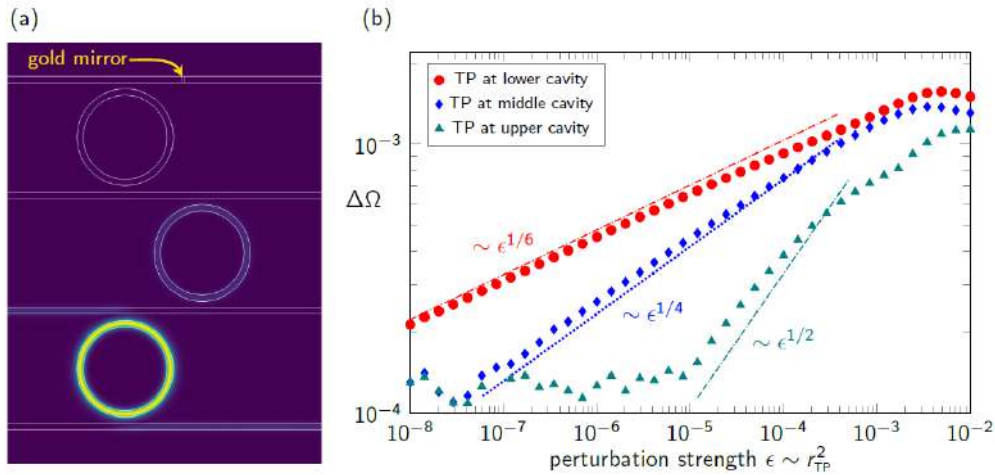 (a)
gold mirror
(b)
TP at lower cavity
TP at middle cavity
TP at upper cavity
10⁻³
ΔΩ
10⁻⁴
∼ ϵ^{1/6}
∼ ϵ^{1/4}
∼ ϵ^{1/2}
10⁻⁸ 10⁻⁷ 10⁻⁶ 10⁻⁵ 10⁻⁴ 10⁻³ 10⁻²
perturbation strength ϵ ∼ r²_TP